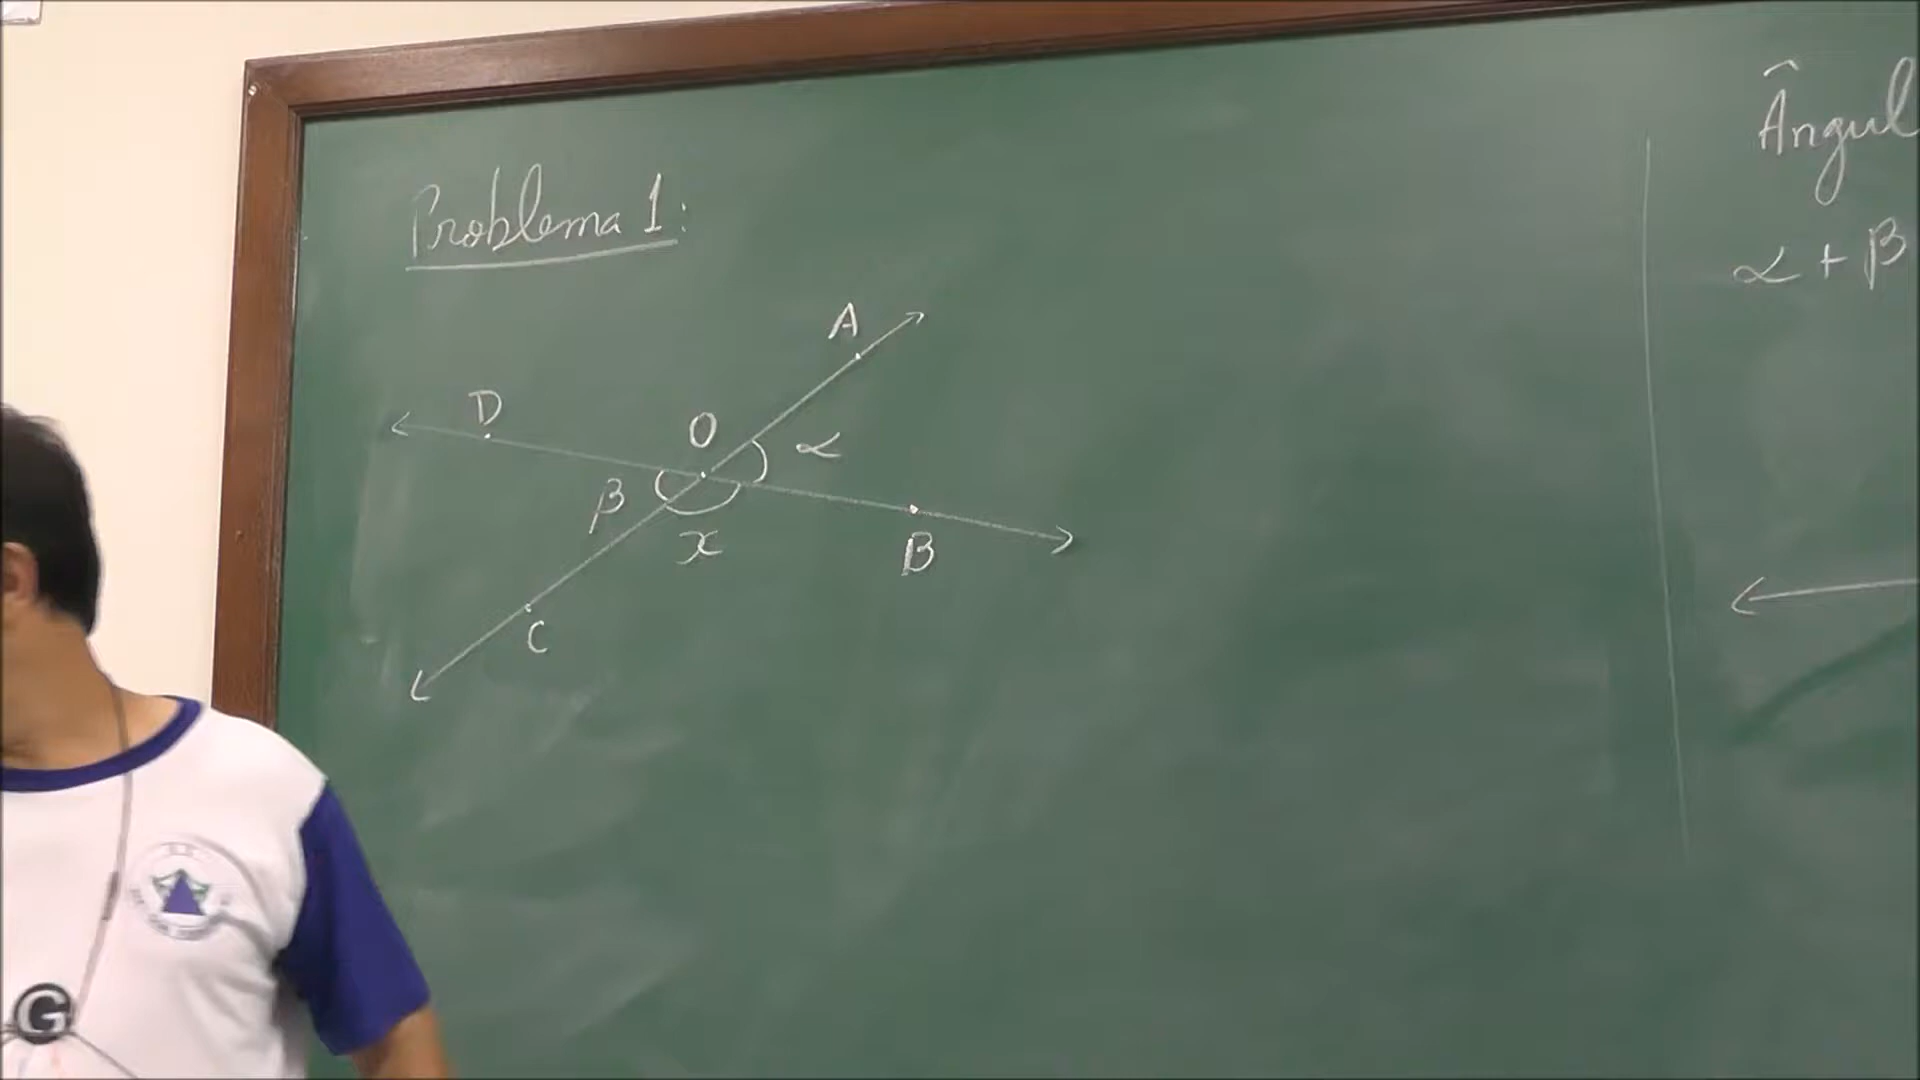 Problema 1:
A
D
O
α
β
x
B
C
Ângul
α + β
G